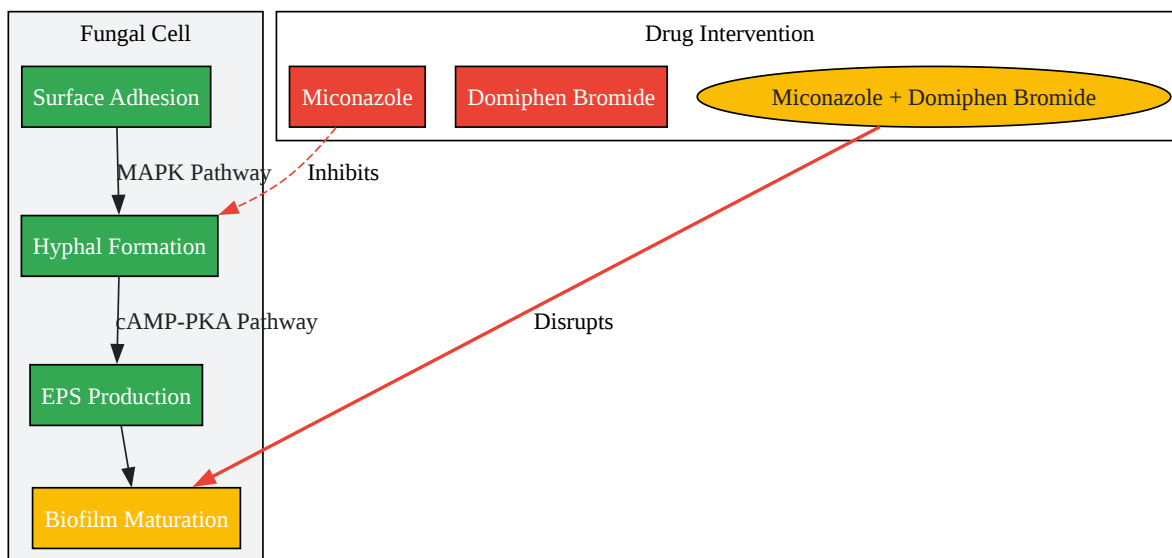 Fungal Cell
Drug Intervention
Surface Adhesion
Miconazole
Domiphen Bromide
Miconazole + Domiphen Bromide
MAPK Pathway
Inhibits
Hyphal Formation
cAMP-PKA Pathway
Disrupts
EPS Production
Biofilm Maturation